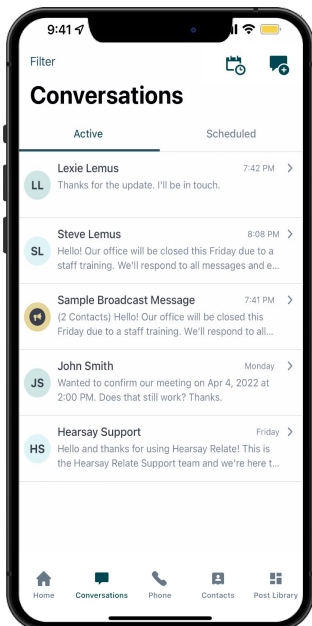 9:41
Filter
Conversations
Active Scheduled
Lexie Lemus 7:42 PM
LL Thanks for the update. I'll be in touch.
Steve Lemus 8:08 PM
SL Hello! Our office will be closed this Friday due to a
staff training. We'll respond to all messages and e...
Sample Broadcast Message 7:41 PM
(2 Contacts) Hello! Our office will be closed this
Friday due to a staff training. We'll respond to all...
John Smith Monday
JS Wanted to confirm our meeting on Apr 4, 2022 at
2:00 PM. Does that still work? Thanks.
Hearsay Support Friday
HS Hello and thanks for using Hearsay Relate! This is
the Hearsay Relate Support team and we're here t...
Home Conversations Phone Contacts Post Library